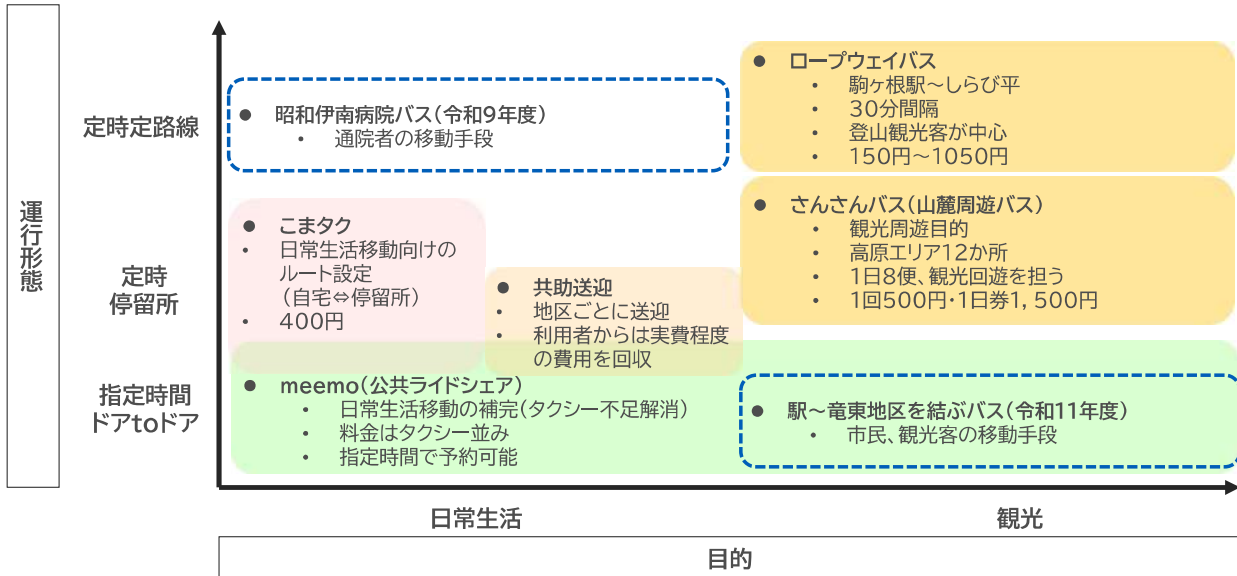 運行形態
定時定路線
定時
停留所
指定時間
ドアtoドア
● 昭和伊南病院バス（令和9年度）
• 通院者の移動手段
● ロープウェイバス
• 駒ヶ根駅～しらび平
• 30分間隔
• 登山観光客が中心
• 150円～1050円
● こまタク
• 日常生活移動向けの
ルート設定
（自宅⇔停留所）
• 400円
● 共助送迎
• 地区ごとに送迎
• 利用者からは実費程度
の費用を回収
● さんさんバス（山麓周遊バス）
• 観光周遊目的
• 高原エリア12か所
• 1日8便、観光回遊を担う
• 1回500円・1日券1，500円
● meemo（公共ライドシェア）
• 日常生活移動の補完（タクシー不足解消）
• 料金はタクシー並み
• 指定時間で予約可能
● 駅～竜東地区を結ぶバス（令和11年度）
• 市民、観光客の移動手段
日常生活
観光
目的